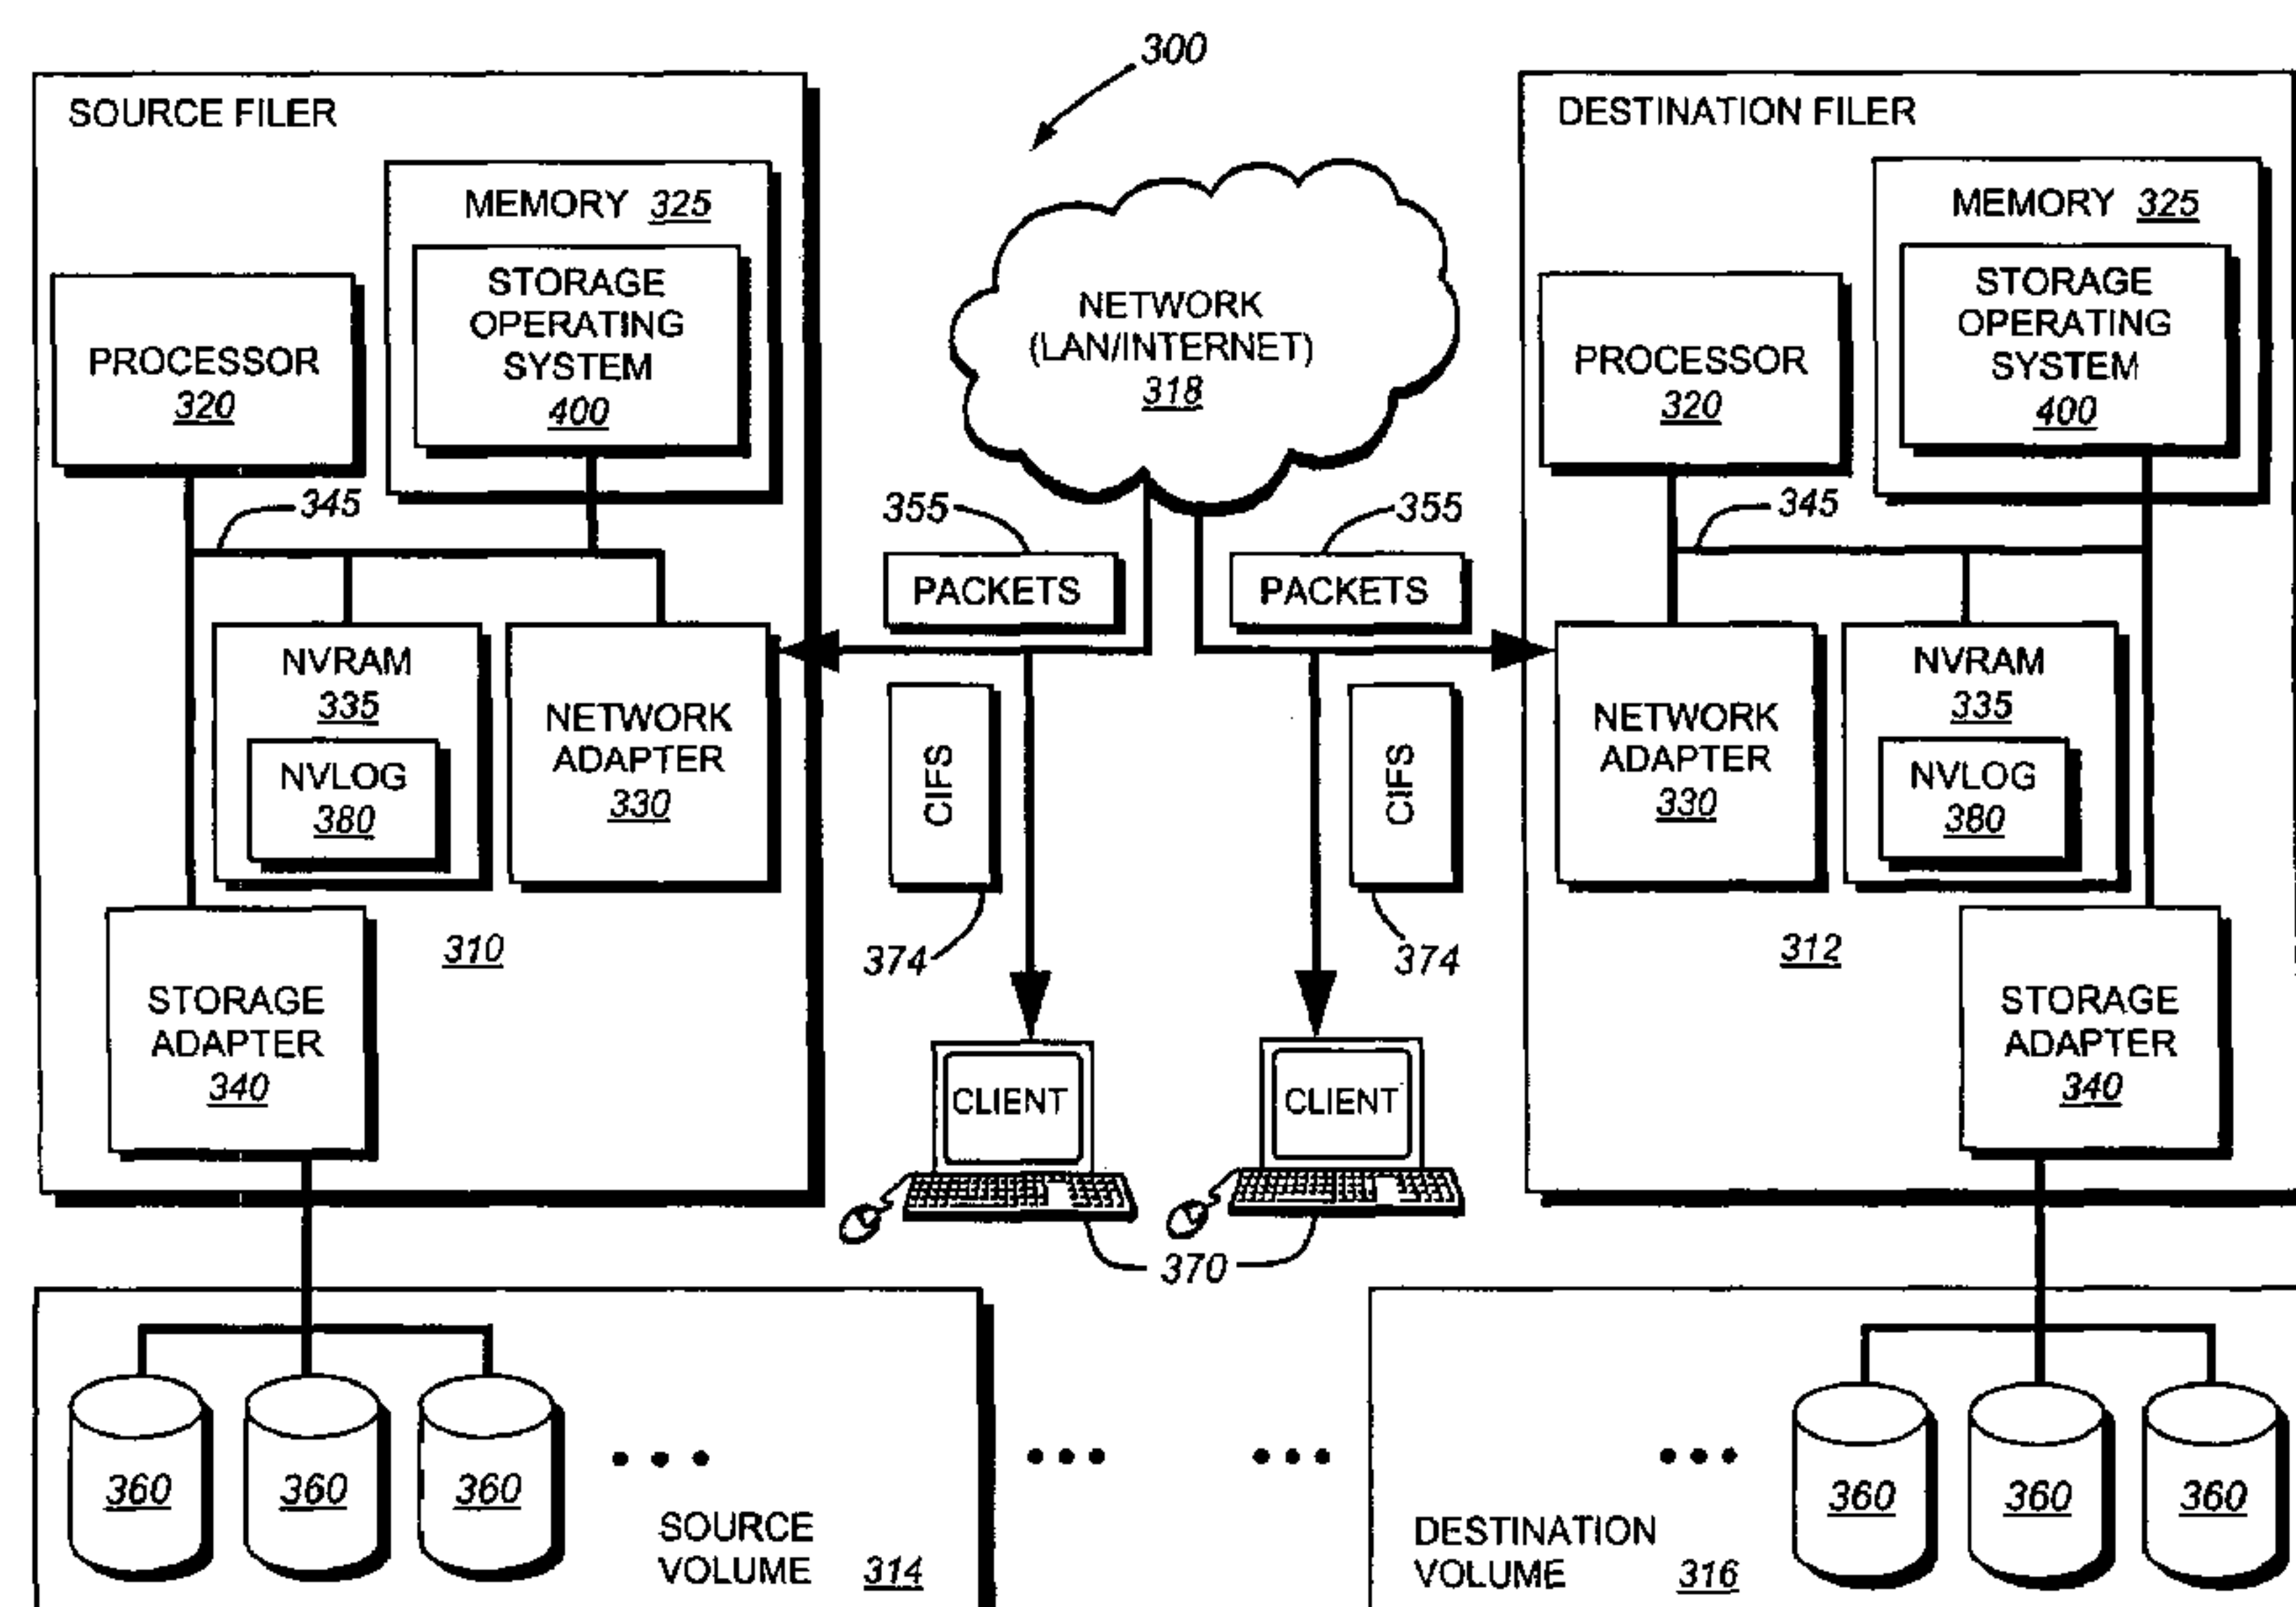 300
SOURCE FILER
MEMORY 325
STORAGE
OPERATING
SYSTEM
400
PROCESSOR
320
345
NVRAM
335
NVLOG
380
NETWORK
ADAPTER
330
310
STORAGE
ADAPTER
340
NETWORK
(LAN/INTERNET)
318
355
PACKETS
355
PACKETS
CIFS
374
CIFS
374
CLIENT
CLIENT
370
DESTINATION FILER
MEMORY 325
STORAGE
OPERATING
SYSTEM
400
PROCESSOR
320
345
NETWORK
ADAPTER
330
NVRAM
335
NVLOG
380
312
STORAGE
ADAPTER
340
360
360
360
SOURCE
VOLUME 314
DESTINATION
VOLUME 316
360
360
360